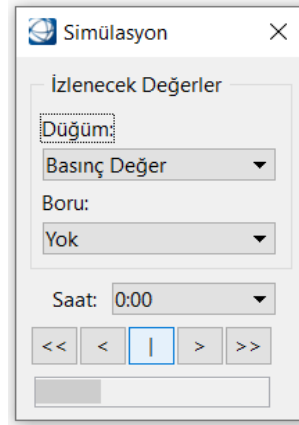 Simülasyon
İzlenecek Değerler
Düğüm:
Basınç Değer
Boru:
Yok
Saat: 0:00
<< < | > >>